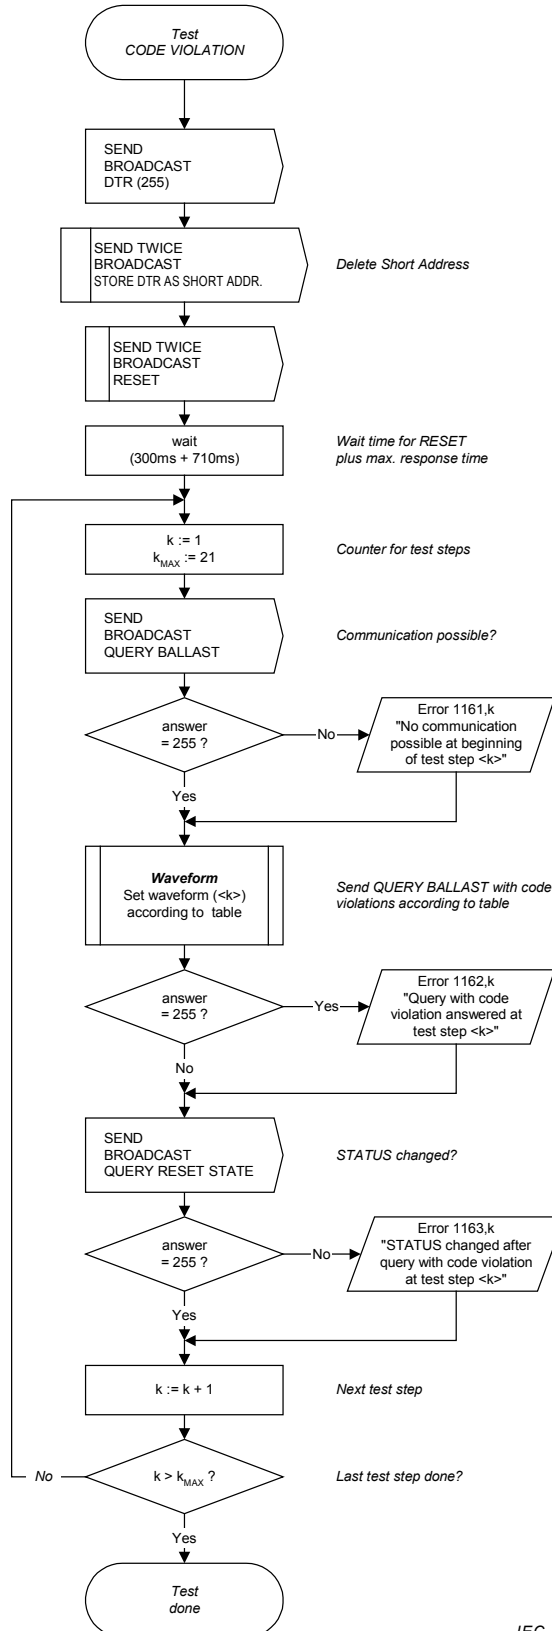 Test
CODE VIOLATION
SEND
BROADCAST
DTR (255)
SEND TWICE
BROADCAST
STORE DTR AS SHORT ADDR.
Delete Short Address
SEND TWICE
BROADCAST
RESET
wait
(300ms + 710ms)
Wait time for RESET
plus max. response time
k := 1
kMAX := 21
Counter for test steps
SEND
BROADCAST
QUERY BALLAST
Communication possible?
answer
= 255 ?
No
Error 1161,k
"No communication
possible at beginning
of test step <k>"
Yes
Waveform
Set waveform (<k>)
according to table
Send QUERY BALLAST with code
violations according to table
answer
= 255 ?
Yes
Error 1162,k
"Query with code
violation answered at
test step <k>"
No
SEND
BROADCAST
QUERY RESET STATE
STATUS changed?
answer
= 255 ?
No
Error 1163,k
"STATUS changed after
query with code violation
at test step <k>"
Yes
k := k + 1
Next test step
No
k > kMAX ?
Last test step done?
Yes
Test
done